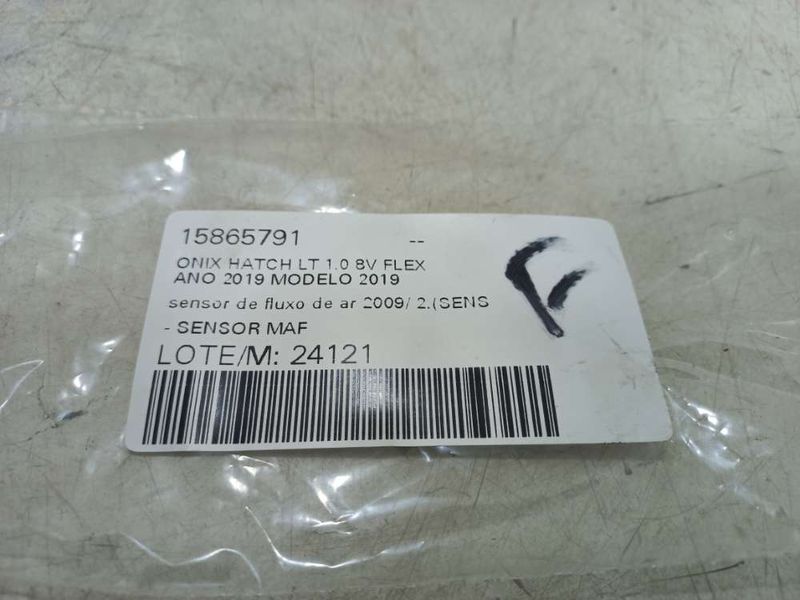 15865791 --
ONIX HATCH LT 1.0 8V FLEX
ANO 2019 MODELO 2019
sensor de fluxo de ar 2009/ 2.(SENS
- SENSOR MAF
LOTE/M: 24121
F